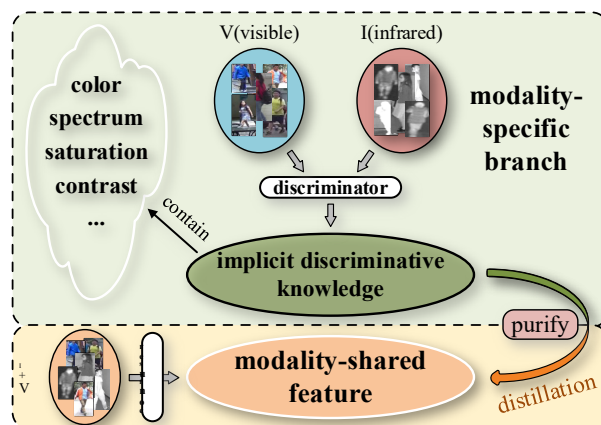 V(visible)
I(infrared)
color
spectrum
saturation
contrast
...
modality-
specific
branch
discriminator
contain
implicit discriminative
knowledge
purify
modality-shared
feature
distillation
+
V